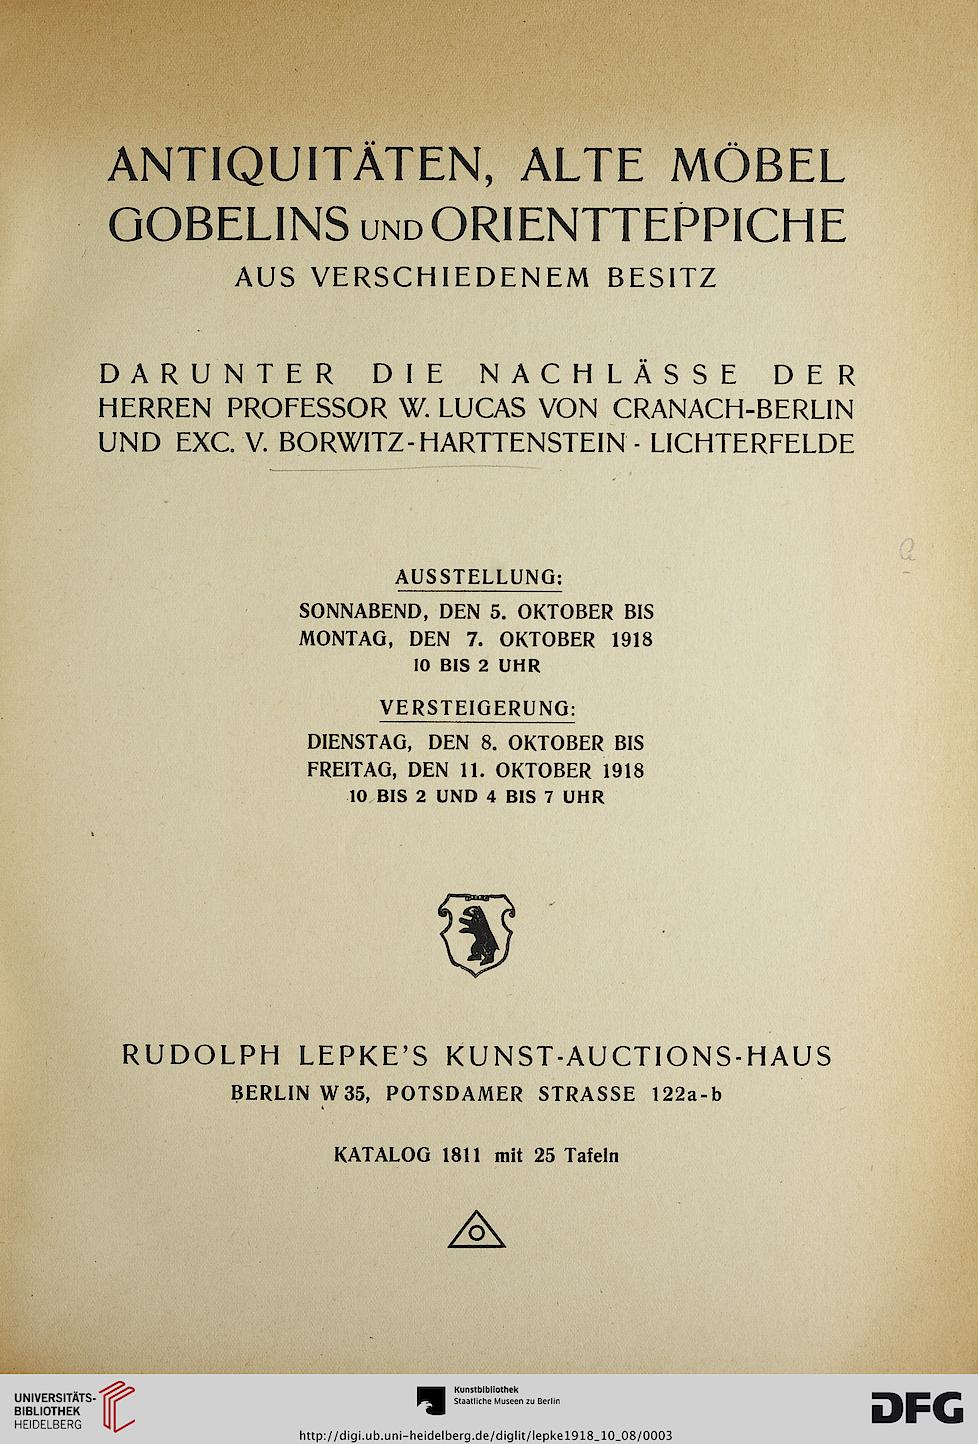 ANTIQUITÄTEN, ALTE MÖBEL
GOBELINS UND ORIENTTEPPICHE
AUS VERSCHIEDENEM BESITZ
DARUNTER DIE NACHLÄSSE DER
HERREN PROFESSOR W. LUCAS VON CRANACH-BERLIN
UND EXC. V. BORWITZ-HARTTENSTEIN - LICHTERFELDE
AUSSTELLUNG:
SONNABEND, DEN 5. OKTOBER BIS
MONTAG, DEN 7. OKTOBER 1918
10 BIS 2 UHR
VERSTEIGERUNG:
DIENSTAG, DEN 8. OKTOBER BIS
FREITAG, DEN 11. OKTOBER 1918
10 BIS 2 UND 4 BIS 7 UHR
RUDOLPH LEPKE'S KUNST-AUCTIONS-HAUS
BERLIN W 35, POTSDAMER STRASSE 122a-b
KATALOG 1811 mit 25 Tafeln
UNIVERSITÄTS-
BIBLIOTHEK
HEIDELBERG
Kunstbibliothek
Staatliche Museen zu Berlin
http://digi.ub.uni-heidelberg.de/diglit/lepke1918_10_08/0003
DFG